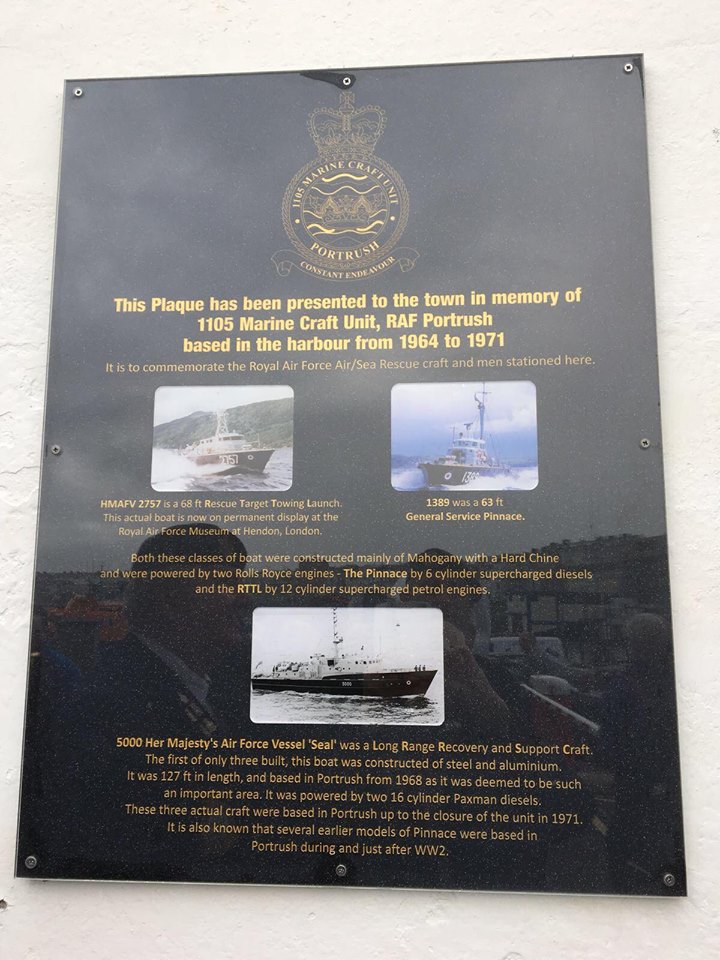 1105 MARINE CRAFT UNIT
PORTRUSH
CONSTANT ENDEAVOUR
This Plaque has been presented to the town in memory of
1105 Marine Craft Unit, RAF Portrush
based in the harbour from 1964 to 1971
It is to commemorate the Royal Air Force Air/Sea Rescue craft and men stationed here.
2757
1389
HMAFV 2757 is a 68 ft Rescue Target Towing Launch.
This actual boat is now on permanent display at the
Royal Air Force Museum at Hendon, London.
1389 was a 63 ft
General Service Pinnace.
Both these classes of boat were constructed mainly of Mahogany with a Hard Chine
and were powered by two Rolls Royce engines - The Pinnace by 6 cylinder supercharged diesels
and the RTTL by 12 cylinder supercharged petrol engines.
5000
5000 Her Majesty's Air Force Vessel 'Seal' was a Long Range Recovery and Support Craft.
The first of only three built, this boat was constructed of steel and aluminium.
It was 127 ft in length, and based in Portrush from 1968 as it was deemed to be such
an important area. It was powered by two 16 cylinder Paxman diesels.
These three actual craft were based in Portrush up to the closure of the unit in 1971.
It is also known that several earlier models of Pinnace were based in
Portrush during and just after WW2.